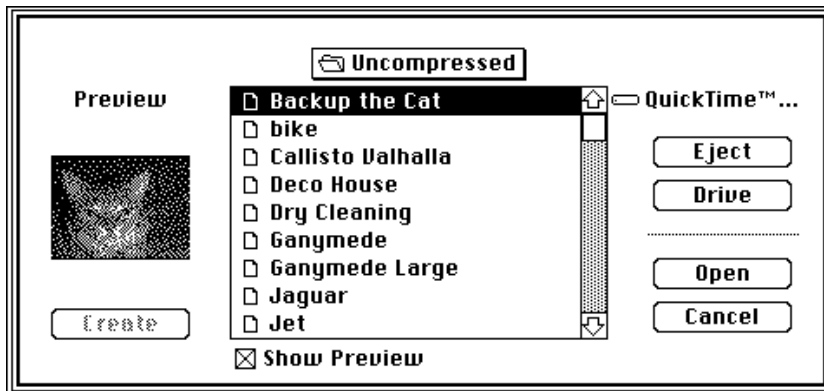 Uncompressed
Preview
Backup the Cat
bike
Callisto Valhalla
Deco House
Dry Cleaning
Ganymede
Ganymede Large
Jaguar
Jet
QuickTime™...
Eject
Drive
Open
Cancel
Create
Show Preview